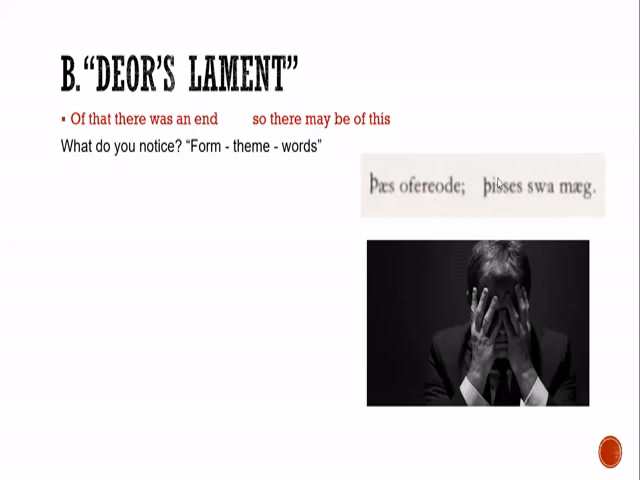 B."DEOR'S LAMENT"
▪ Of that there was an end so there may be of this
What do you notice? “Form - theme - words”
Þæs ofereode; þisses swa mæg.